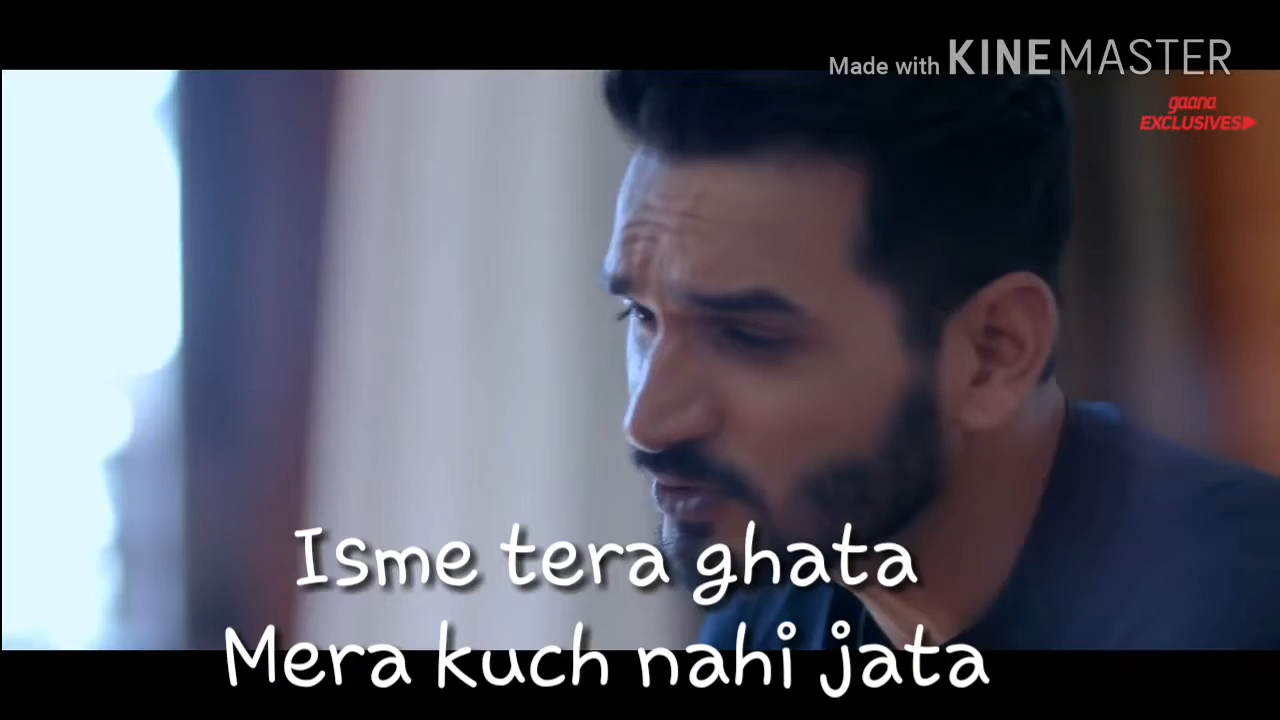 Made with KINEMASTER
gaana
EXCLUSIVES
Isme tera ghata
Mera kuch nahi jata